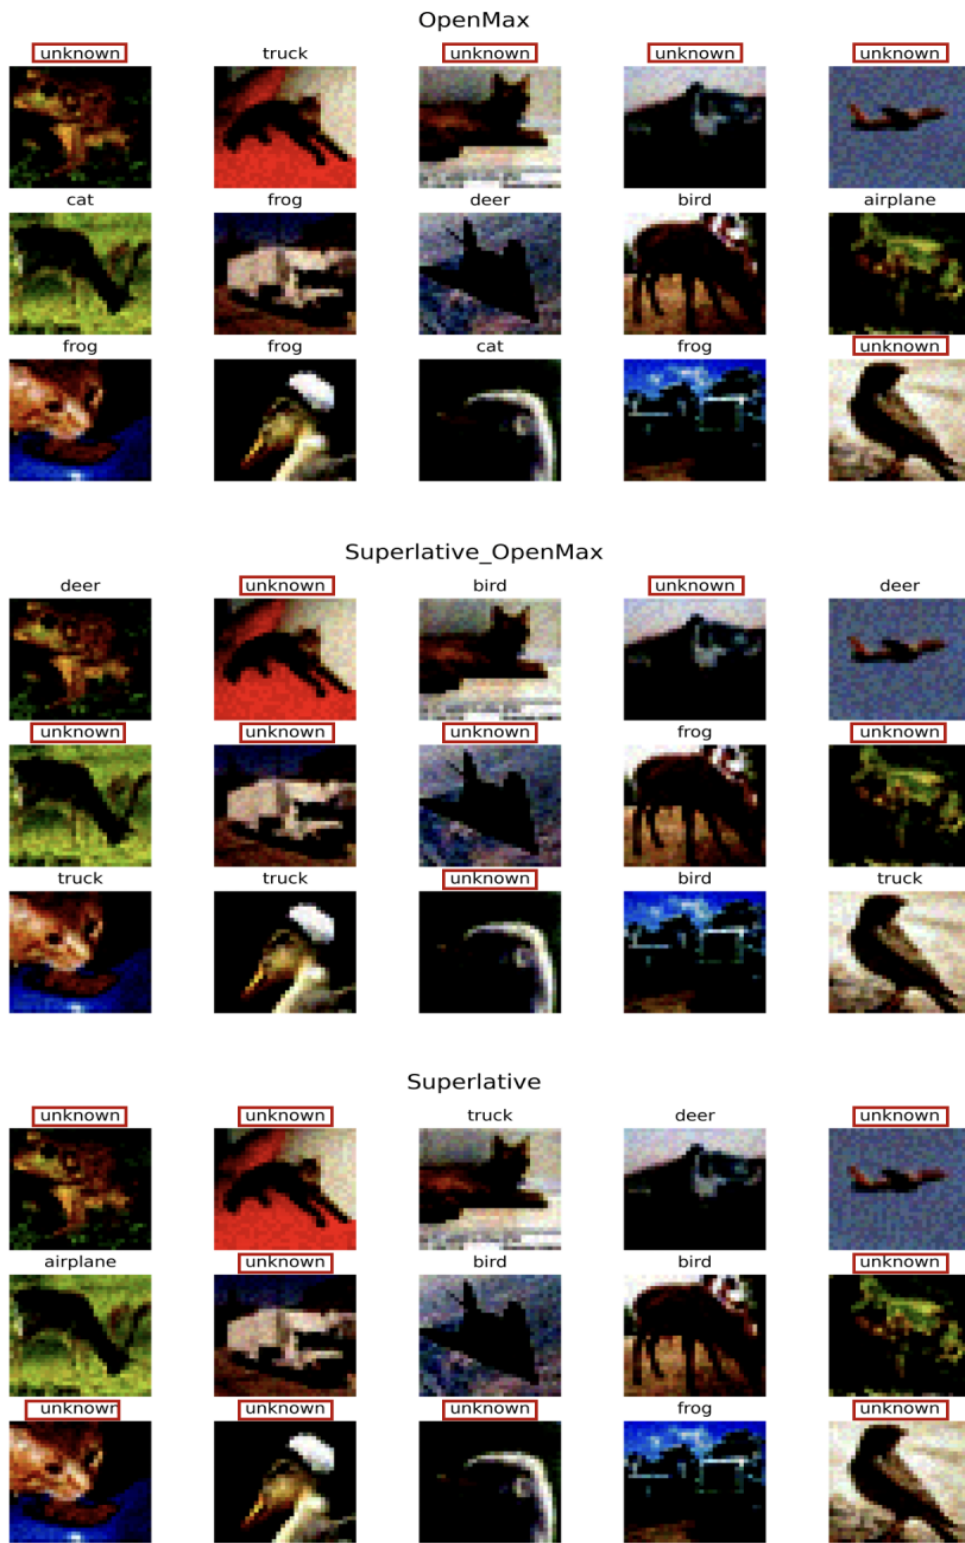 OpenMax
unknown truck unknown unknown unknown
cat frog deer bird airplane
frog frog cat frog unknown
Superlative_OpenMax
deer unknown bird unknown deer
unknown unknown unknown frog unknown
truck truck unknown bird truck
Superlative
unknown unknown truck deer unknown
airplane unknown bird bird unknown
unknown unknown unknown frog unknown